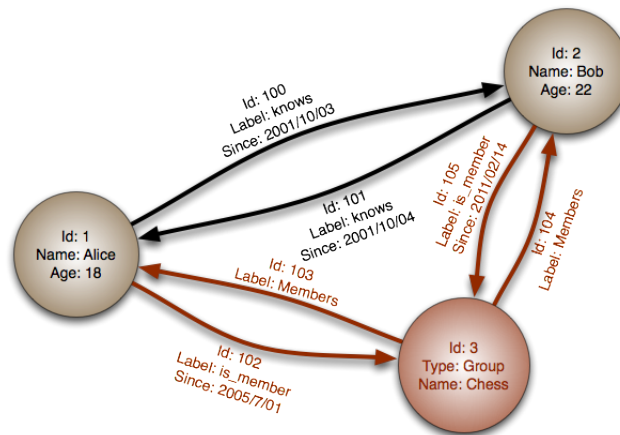 Id: 2
Name: Bob
Age: 22
Id: 100
Label: knows
Since: 2001/10/03
Id: 101
Label: knows
Since: 2001/10/04
Id: 105
Label: is_member
Since: 2011/02/14
Id: 104
Label: Members
Id: 1
Name: Alice
Age: 18
Id: 103
Label: Members
Id: 102
Label: is_member
Since: 2005/7/01
Id: 3
Type: Group
Name: Chess